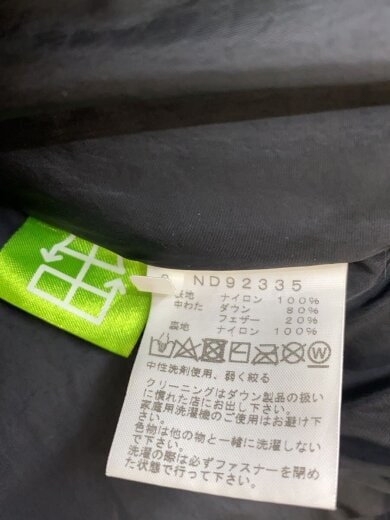 ND92335
表地 ナイロン 100%
中わた ダウン 80%
フェザー 20%
裏地 ナイロン 100%
中性洗剤使用、弱く絞る
クリーニングはダウン製品の扱い
に慣れた店にお出し下さい。
家庭用洗濯機のご使用はお避け下
さい。
色物は他の物と一緒に洗濯しない
で下さい。
洗濯の際は必ずファスナーを閉め
た状態で行って下さい。